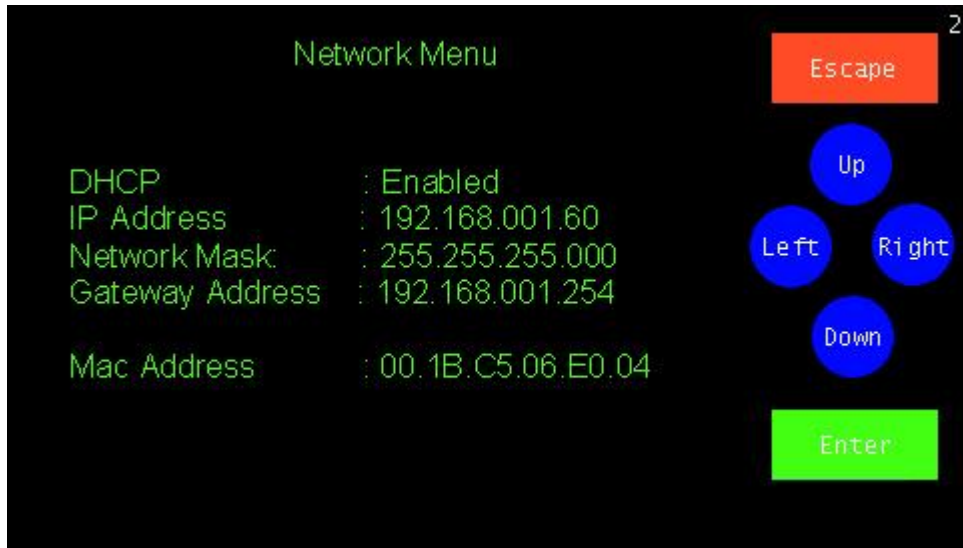 2
Network Menu
Escape
DHCP : Enabled
IP Address : 192.168.001.60
Network Mask: : 255.255.255.000
Gateway Address : 192.168.001.254
Mac Address : 00.1B.C5.06.E0.04
Up
Left
Right
Down
Enter